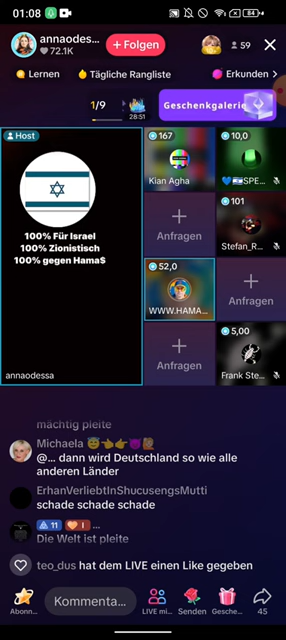 01:08
84
annaodes...
72.1K
+ Folgen
59
Lernen
Tägliche Rangliste
Erkunden >
1/9
28:51
Geschenkgalerie
Host
100% Für Israel
100% Zionistisch
100% gegen Hama$
annaodessa
167
Kian Agha
10,0
Anfragen
101
Stefan_R...
52,0
WWW.HAMA...
Anfragen
Anfragen
5,00
Frank Ste...
mächtig pleite
Michaela 😇👈👉😈🙋
@... dann wird Deutschland so wie alle
anderen Länder
ErhanVerliebtInShucusengsMutti
schade schade schade
11 I ...
Die Welt ist pleite
teo_dus hat dem LIVE einen Like gegeben
Abonn...
Kommenta...
LIVE mi...
Senden
Gesche...
45